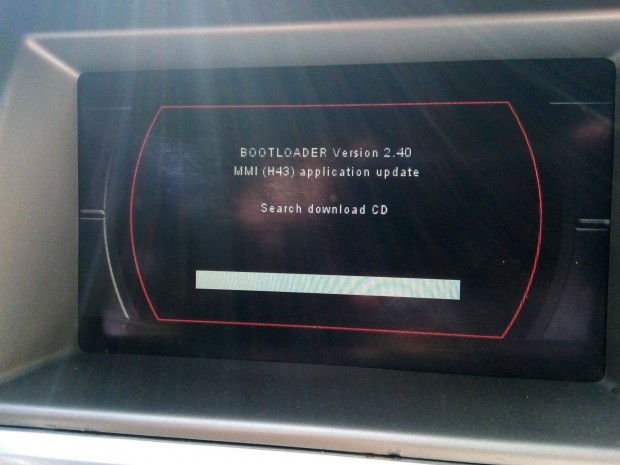 BOOTLOADER Version 2.40
MMI (H43) application update
Search download CD